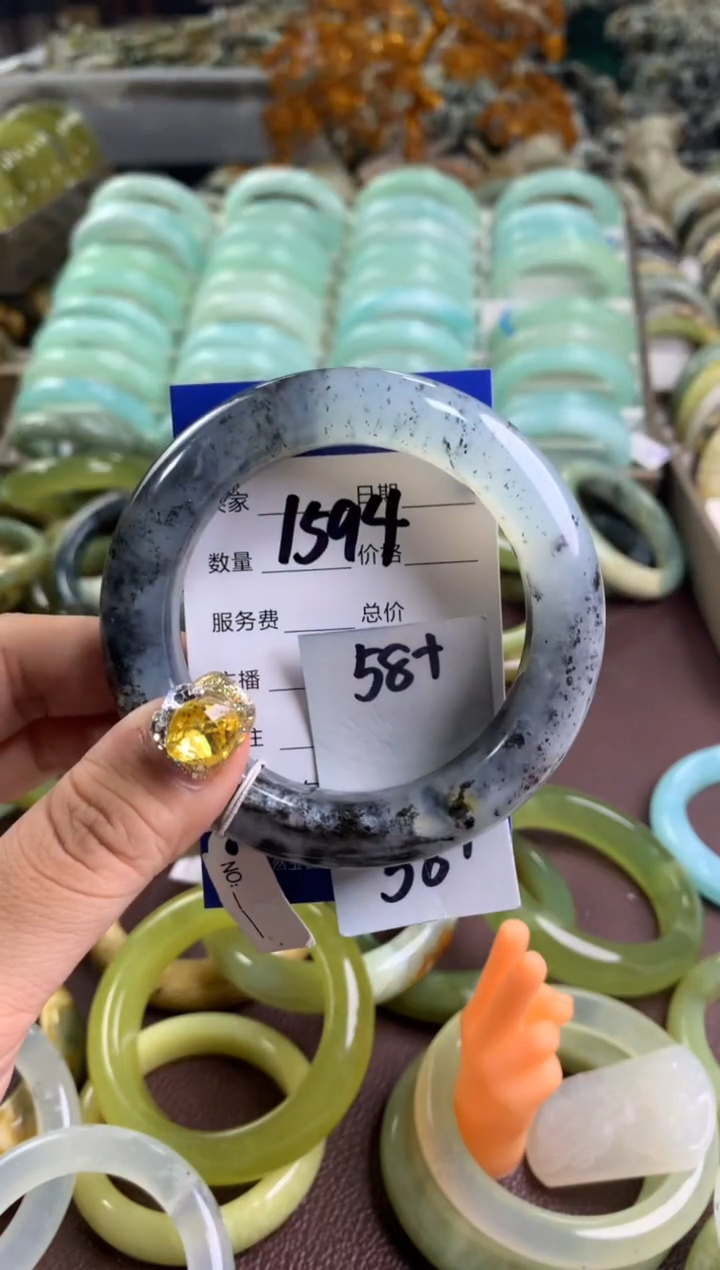 家 日期
1594
数量 价格
服务费 总价
58+
主播
NO: